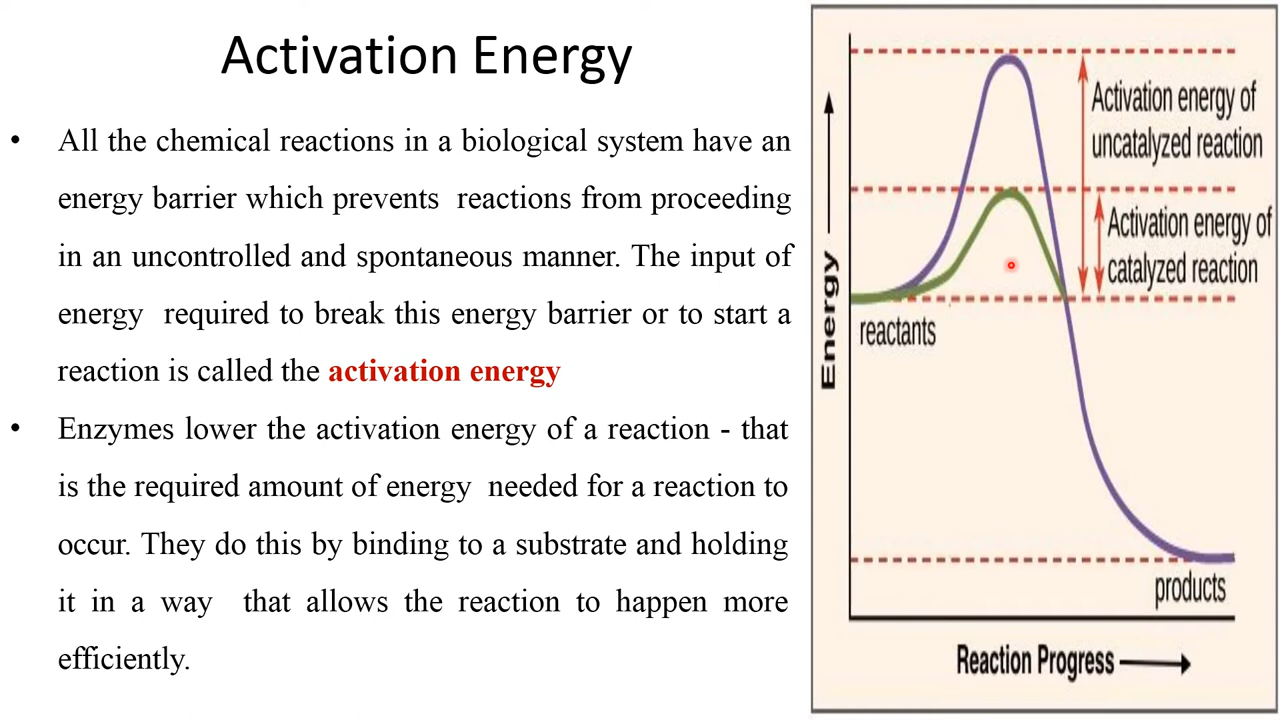 Activation Energy
• All the chemical reactions in a biological system have an
energy barrier which prevents reactions from proceeding
in an uncontrolled and spontaneous manner. The input of
energy required to break this energy barrier or to start a
reaction is called the activation energy
• Enzymes lower the activation energy of a reaction - that
is the required amount of energy needed for a reaction to
occur. They do this by binding to a substrate and holding
it in a way that allows the reaction to happen more
efficiently.
Activation energy of
uncatalyzed reaction
Activation energy of
catalyzed reaction
Energy
reactants
products
Reaction Progress